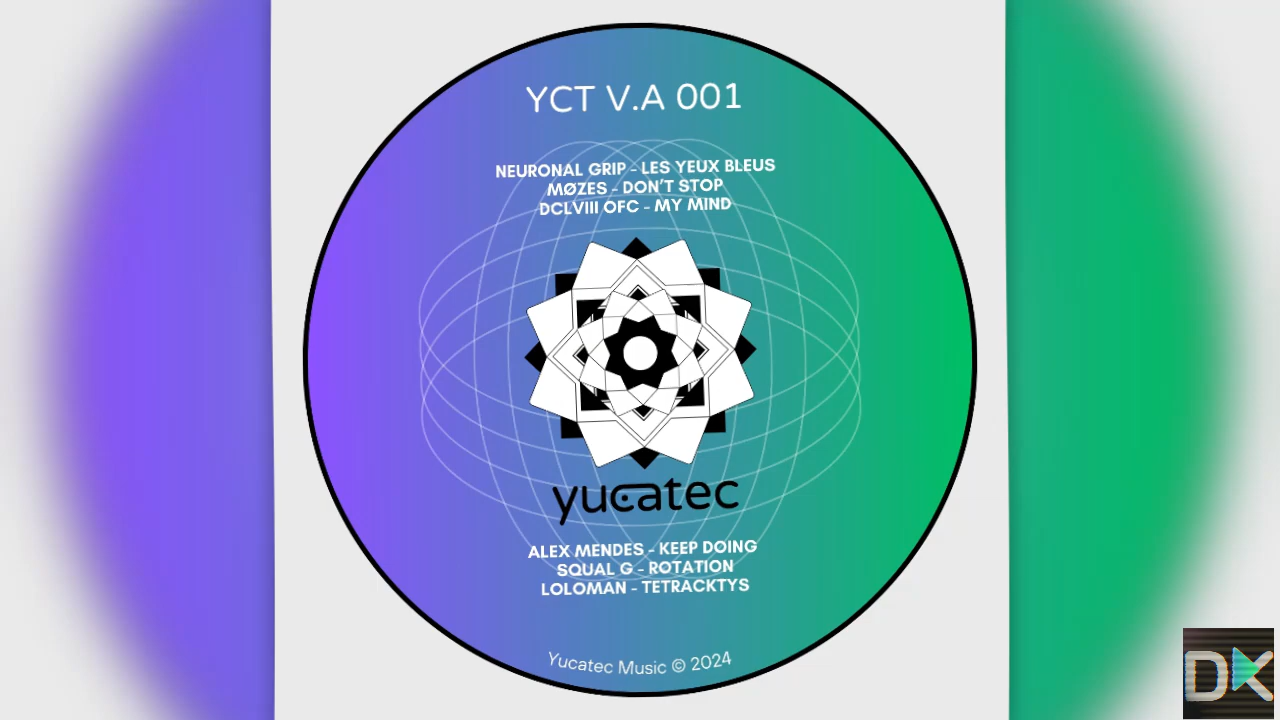 YCT V.A 001
NEURONAL GRIP - LES YEUX BLEUS
MØZES - DON'T STOP
DCLVIII OFC - MY MIND
yucatec
ALEX MENDES - KEEP DOING
SQUAL G - ROTATION
LOLOMAN - TETRACKTYS
Yucatec Music © 2024
DK